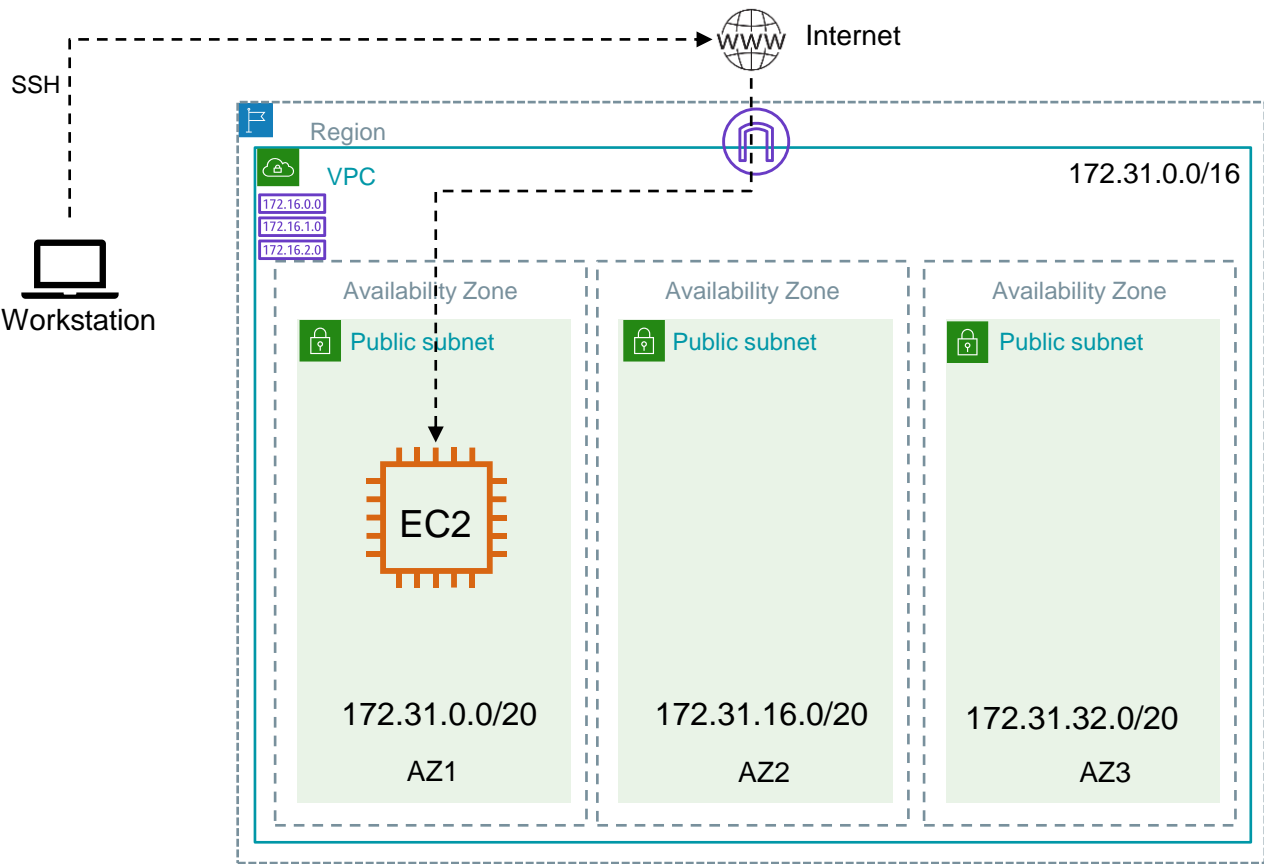 WWW
Internet
SSH
Region
VPC
172.31.0.0/16
172.16.0.0
172.16.1.0
172.16.2.0
Workstation
Availability Zone
Availability Zone
Availability Zone
Public subnet
Public subnet
Public subnet
EC2
172.31.0.0/20
172.31.16.0/20
172.31.32.0/20
AZ1
AZ2
AZ3